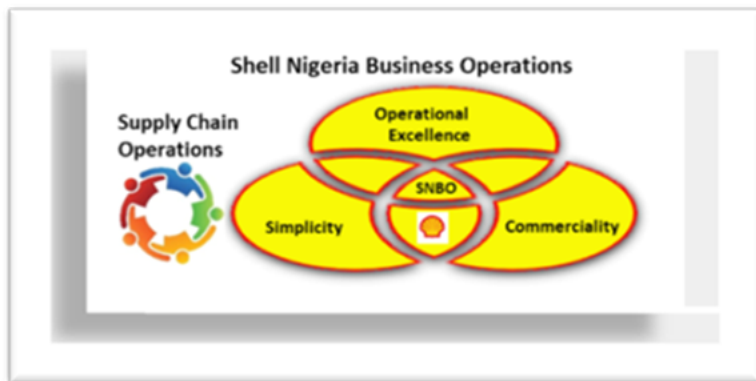 Shell Nigeria Business Operations
Supply Chain
Operations
Operational
Excellence
SNBO
Simplicity
Commerciality